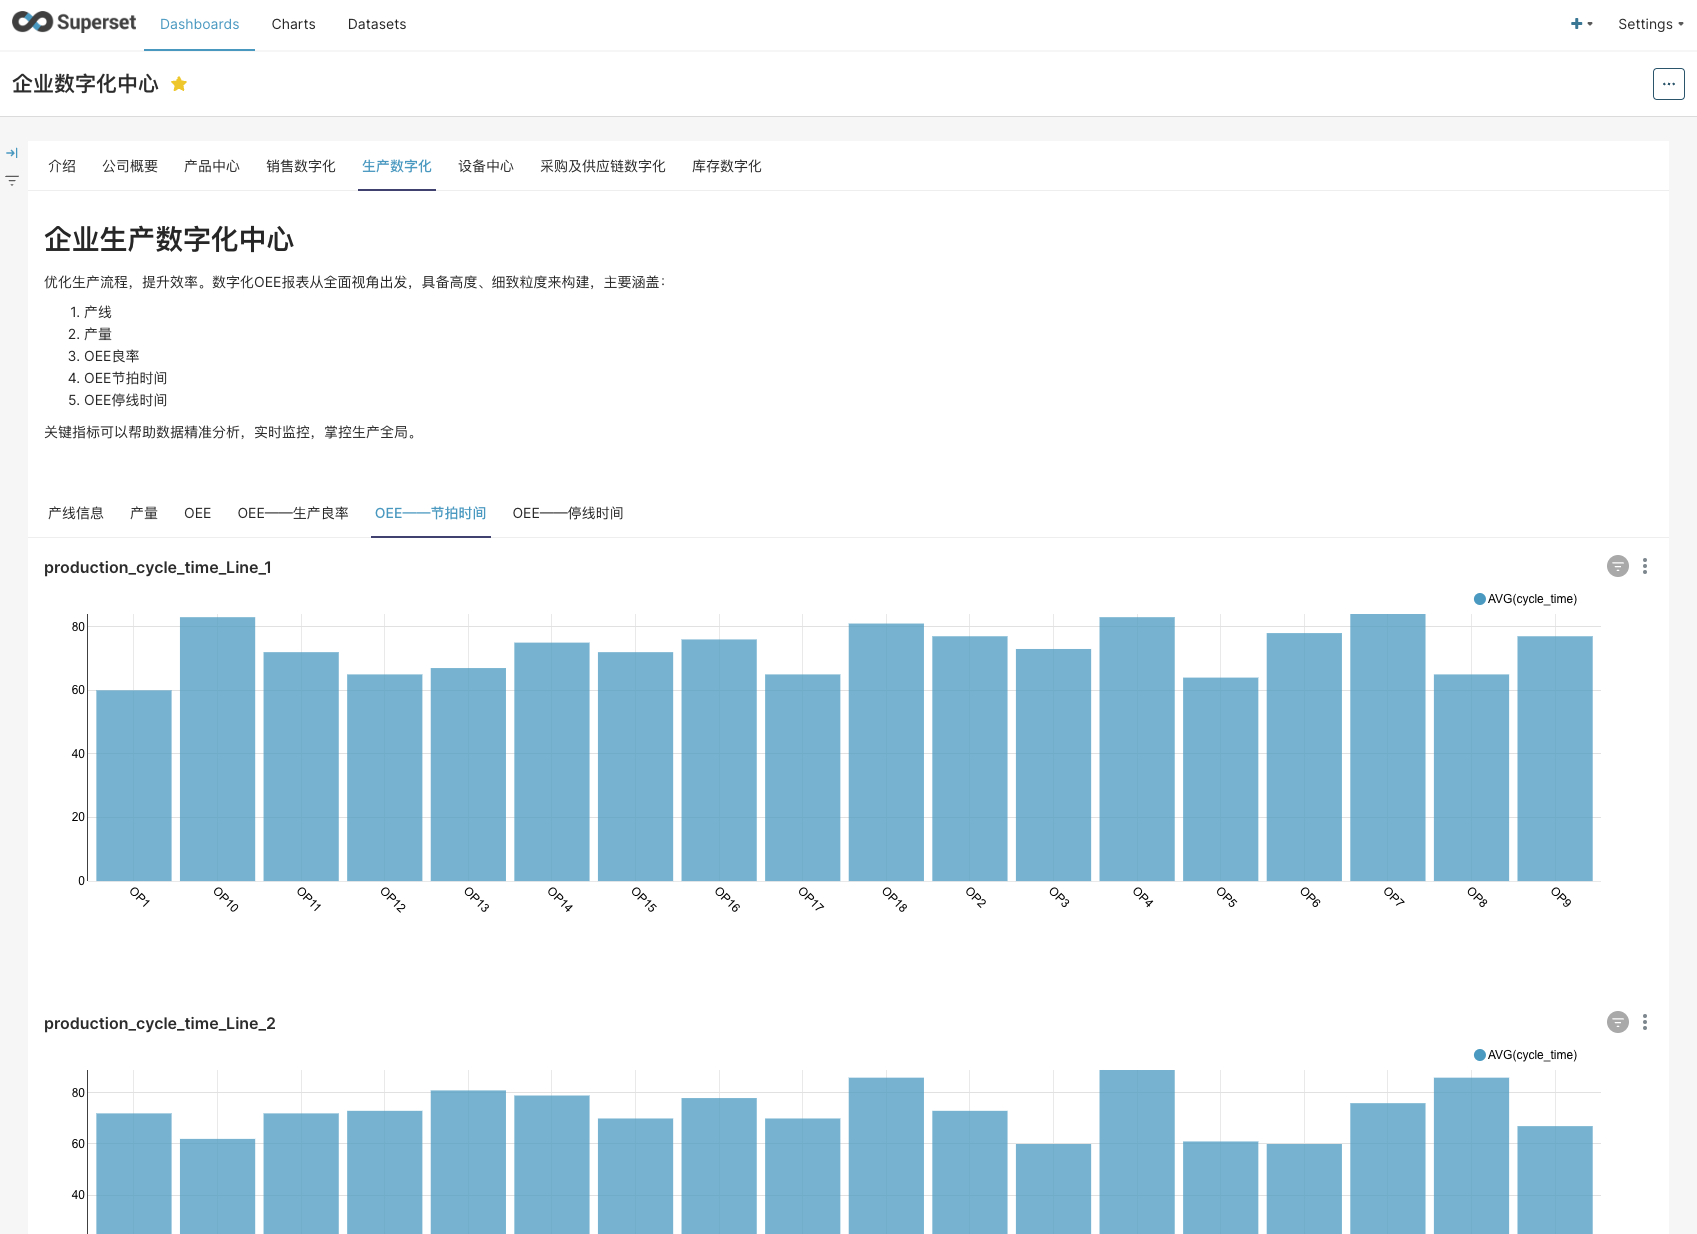 Superset Dashboards Charts Datasets + Settings
企业数字化中心
介绍 公司概要 产品中心 销售数字化 生产数字化 设备中心 采购及供应链数字化 库存数字化
企业生产数字化中心
优化生产流程，提升效率。数字化OEE报表从全面视角出发，具备高度、细致粒度来构建，主要涵盖：
1. 产线
2. 产量
3. OEE良率
4. OEE节拍时间
5. OEE停线时间
关键指标可以帮助数据精准分析，实时监控，掌控生产全局。
产线信息 产量 OEE OEE——生产良率 OEE——节拍时间 OEE——停线时间
production_cycle_time_Line_1
AVG(cycle_time)
80
60
40
20
0
OP1 OP10 OP11 OP12 OP13 OP14 OP15 OP16 OP17 OP18 OP2 OP3 OP4 OP5 OP6 OP7 OP8 OP9
production_cycle_time_Line_2
AVG(cycle_time)
80
60
40